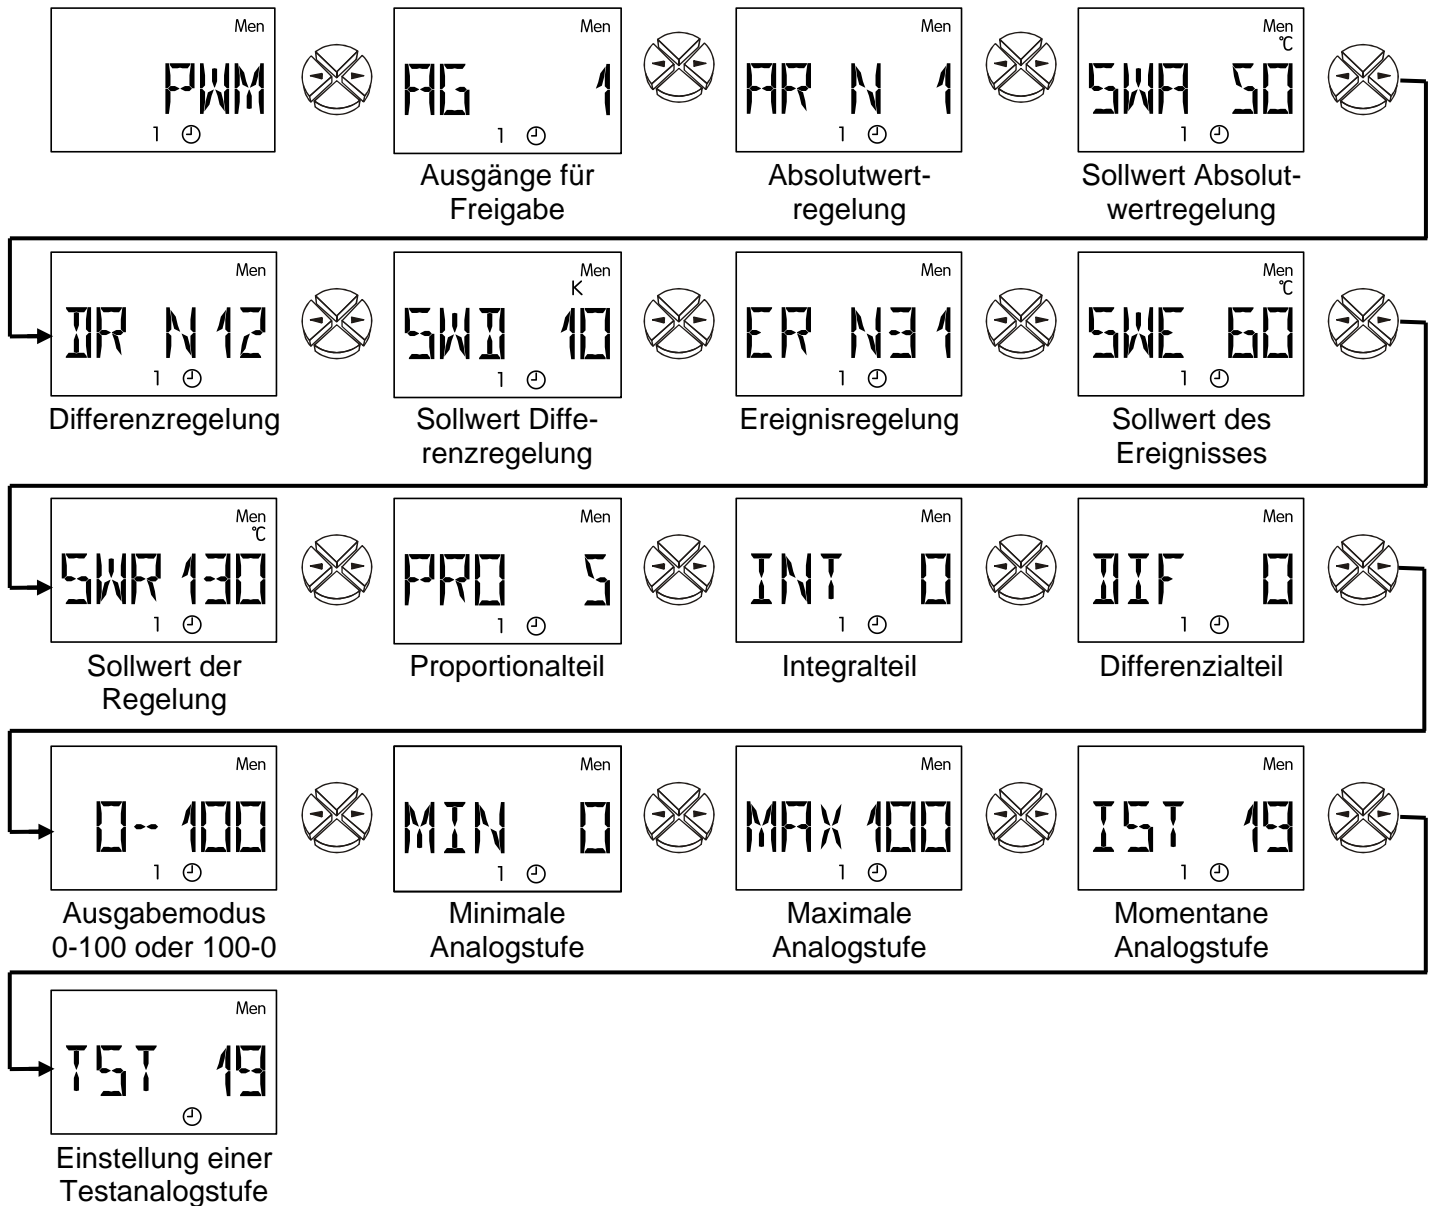 Men
PWM
1
Men
AG 1
1
Ausgänge für
Freigabe
Men
AR N 1
1
Absolutwert-
regelung
Men
°C
SWA 50
1
Sollwert Absolut-
wertregelung
Men
DR N12
1
Differenzregelung
Men
K
SWD 10
1
Sollwert Diffe-
renzregelung
Men
ER N31
1
Ereignisregelung
Men
°C
SWE 60
1
Sollwert des
Ereignisses
Men
°C
SWR 130
1
Sollwert der
Regelung
Men
PRO 5
1
Proportionalteil
Men
INT 0
1
Integralteil
Men
DIF 0
1
Differenzialteil
Men
0-100
1
Ausgabemodus
0-100 oder 100-0
Men
MIN 0
1
Minimale
Analogstufe
Men
MAX 100
1
Maximale
Analogstufe
Men
IST 19
1
Momentane
Analogstufe
Men
TST 19
Einstellung einer
Testanalogstufe